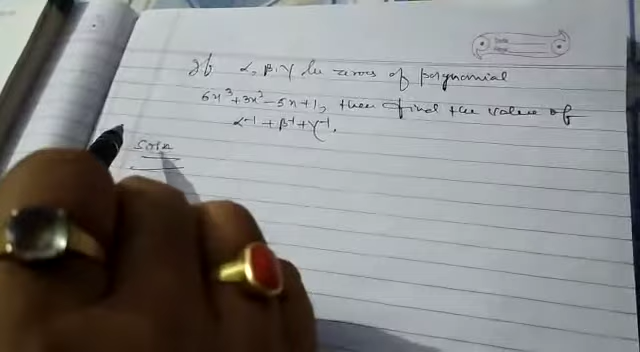 If α, β, γ be zeros of polynomial
6x³+3x²-5x+1, then find the value of
α⁻¹ + β⁻¹ + γ⁻¹.
Soln